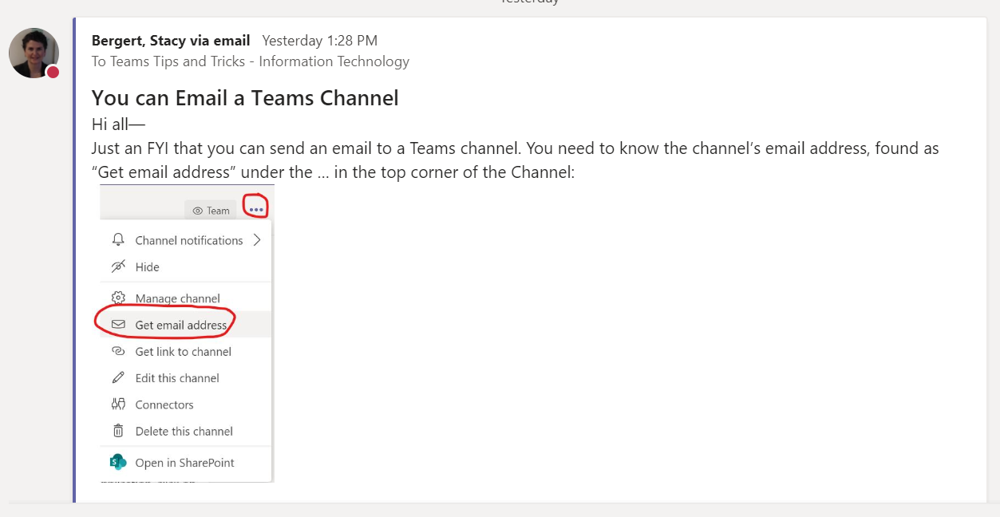 Yesterday
Bergert, Stacy via email Yesterday 1:28 PM
To Teams Tips and Tricks - Information Technology
You can Email a Teams Channel
Hi all—
Just an FYI that you can send an email to a Teams channel. You need to know the channel’s email address, found as
“Get email address” under the … in the top corner of the Channel:
Team
Channel notifications
Hide
Manage channel
Get email address
Get link to channel
Edit this channel
Connectors
Delete this channel
Open in SharePoint